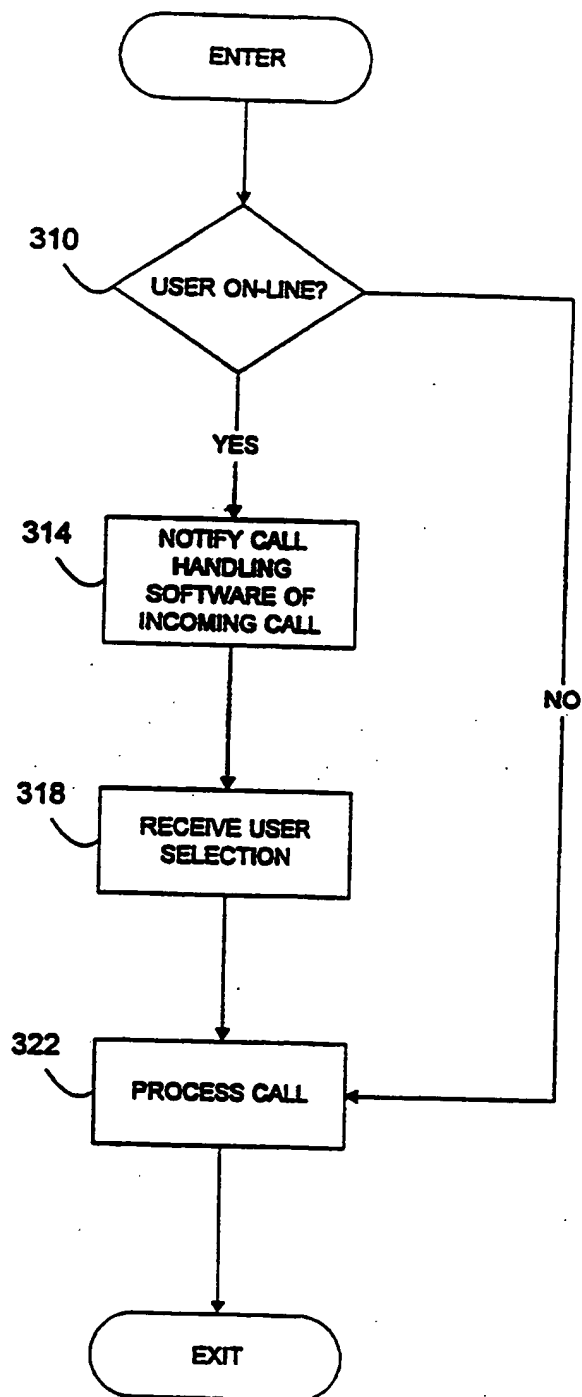 ENTER
310
USER ON-LINE?
YES
314
NOTIFY CALL
HANDLING
SOFTWARE OF
INCOMING CALL
NO
318
RECEIVE USER
SELECTION
322
PROCESS CALL
EXIT